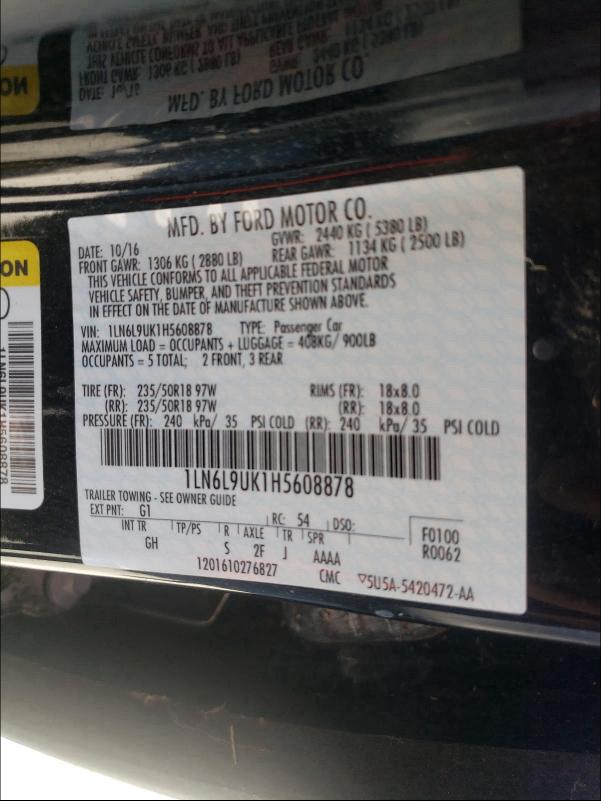 MFD. BY FORD MOTOR CO.
DATE: 10/16 GVWR: 2440 KG ( 5380 LB)
FRONT GAWR: 1306 KG ( 2880 LB) REAR GAWR: 1134 KG ( 2500 LB)
THIS VEHICLE CONFORMS TO ALL APPLICABLE FEDERAL MOTOR
VEHICLE SAFETY, BUMPER, AND THEFT PREVENTION STANDARDS
IN EFFECT ON THE DATE OF MANUFACTURE SHOWN ABOVE.
VIN: 1LN6L9UK1H5608878 TYPE: Passenger Car
MAXIMUM LOAD = OCCUPANTS + LUGGAGE = 408KG/ 900LB
OCCUPANTS = 5 TOTAL; 2 FRONT, 3 REAR
TIRE (FR): 235/50R18 97W RIMS (FR): 18x8.0
(RR): 235/50R18 97W (RR): 18x8.0
PRESSURE (FR): 240 kPa/ 35 PSI COLD (RR): 240 kPa/ 35 PSI COLD
1LN6L9UK1H5608878
TRAILER TOWING - SEE OWNER GUIDE
EXT PNT: G1 RC: 54 DSO:
INT TR TP/PS R AXLE TR SPR F0100
GH S 2F J AAAA R0062
1201610276827 CMC ▽5U5A-5420472-AA
ION
1LN6L9UK1H5608878